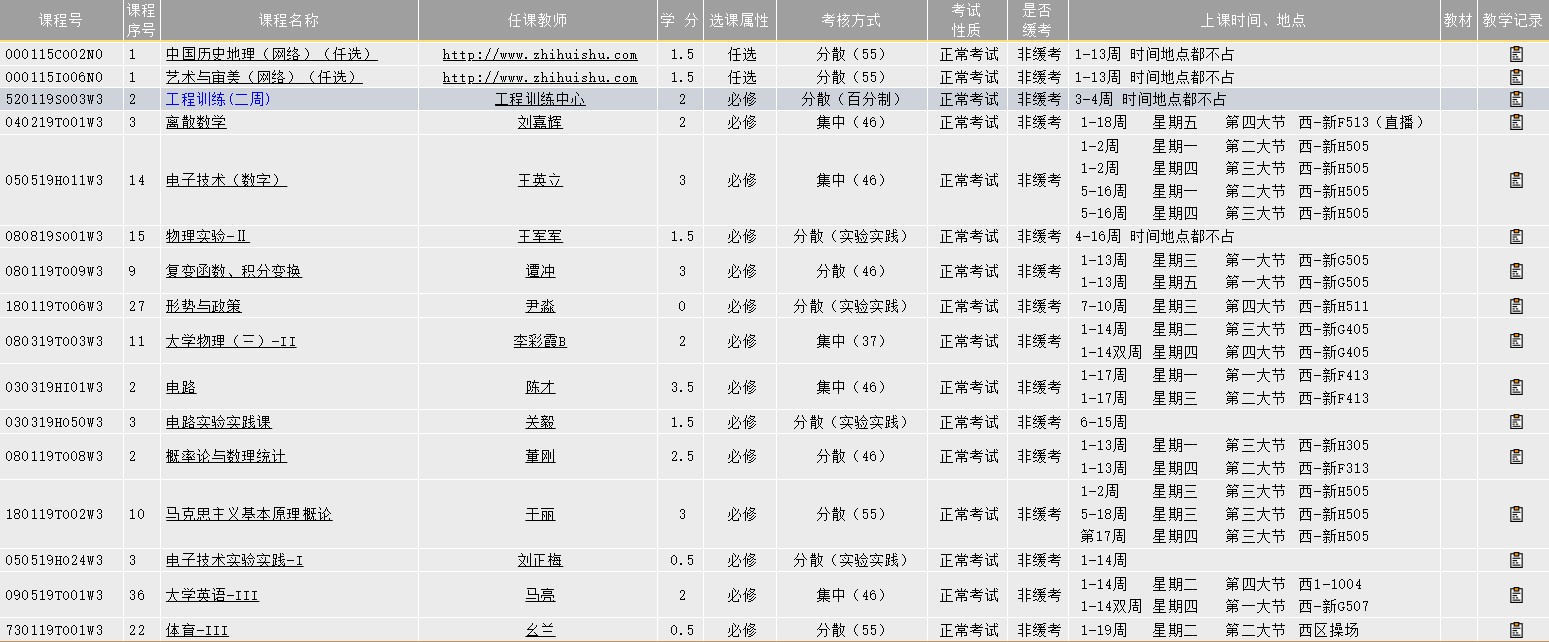 课程号 课程序号 课程名称 任课教师 学 分 选课属性 考核方式 考试性质 是否缓考 上课时间、地点 教材 教学记录
000115C002N0 1 中国历史地理（网络）（任选） http://www.zhihuishu.com 1.5 任选 分散（55） 正常考试 非缓考 1-13周 时间地点都不占
000115I006N0 1 艺术与审美（网络）（任选） http://www.zhihuishu.com 1.5 任选 分散（55） 正常考试 非缓考 1-13周 时间地点都不占
520119S003W3 2 工程训练(二周) 工程训练中心 2 必修 分散（百分制） 正常考试 非缓考 3-4周 时间地点都不占
040219T001W3 3 离散数学 刘嘉辉 2 必修 集中（46） 正常考试 非缓考 1-18周 星期五 第四大节 西-新F513（直播）
050519H011W3 14 电子技术（数字） 王英立 3 必修 集中（46） 正常考试 非缓考 1-2周 星期一 第二大节 西-新H505
1-2周 星期四 第三大节 西-新H505
5-16周 星期一 第二大节 西-新H505
5-16周 星期四 第三大节 西-新H505
080819S001W3 15 物理实验-Ⅱ 王军军 1.5 必修 分散（实验实践） 正常考试 非缓考 4-16周 时间地点都不占
080119T009W3 9 复变函数、积分变换 谭冲 3 必修 分散（46） 正常考试 非缓考 1-13周 星期三 第一大节 西-新G505
1-13周 星期五 第一大节 西-新G505
180119T006W3 27 形势与政策 尹淼 0 必修 分散（实验实践） 正常考试 非缓考 7-10周 星期三 第四大节 西-新H511
080319T003W3 11 大学物理（三）-II 李彩霞B 2 必修 集中（37） 正常考试 非缓考 1-14周 星期二 第三大节 西-新G405
1-14双周 星期四 第四大节 西-新G405
030319HI01W3 2 电路 陈才 3.5 必修 集中（46） 正常考试 非缓考 1-17周 星期一 第一大节 西-新F413
1-17周 星期三 第二大节 西-新F413
030319H050W3 3 电路实验实践课 关毅 1.5 必修 分散（实验实践） 正常考试 非缓考 6-15周
080119T008W3 2 概率论与数理统计 董刚 2.5 必修 分散（46） 正常考试 非缓考 1-13周 星期一 第三大节 西-新H305
1-13周 星期四 第二大节 西-新F313
180119T002W3 10 马克思主义基本原理概论 于丽 3 必修 分散（55） 正常考试 非缓考 1-2周 星期三 第三大节 西-新H505
5-18周 星期三 第三大节 西-新H505
第17周 星期四 第三大节 西-新H505
050519H024W3 3 电子技术实验实践-I 刘正梅 0.5 必修 分散（实验实践） 正常考试 非缓考 1-14周
090519T001W3 36 大学英语-III 马亮 2 必修 集中（46） 正常考试 非缓考 1-14周 星期二 第四大节 西1-1004
1-14双周 星期四 第一大节 西-新G507
730119T001W3 22 体育-III 幺兰 0.5 必修 分散（55） 正常考试 非缓考 1-19周 星期二 第二大节 西区操场